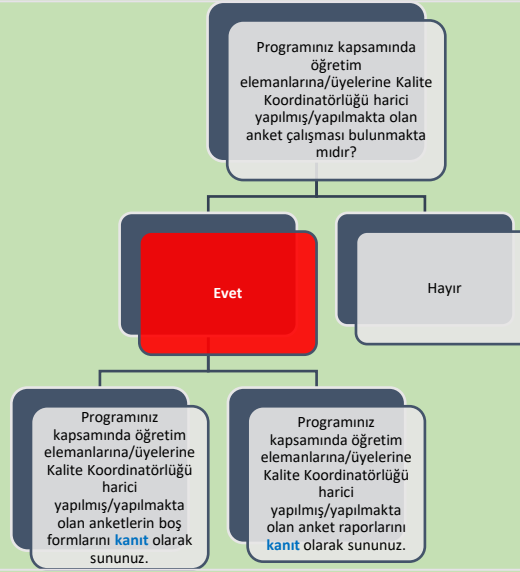 Programınız kapsamında
öğretim
elemanlarına/üyelerine Kalite
Koordinatörlüğü harici
yapılmış/yapılmakta olan
anket çalışması bulunmakta
mıdır?
Evet
Hayır
Programınız
kapsamında öğretim
elemanlarına/üyelerine
Kalite Koordinatörlüğü
harici
yapılmış/yapılmakta
olan anketlerin boş
formlarını kanıt olarak
sununuz.
Programınız
kapsamında öğretim
elemanlarına/üyelerine
Kalite Koordinatörlüğü
harici
yapılmış/yapılmakta
olan anket raporlarını
kanıt olarak sununuz.